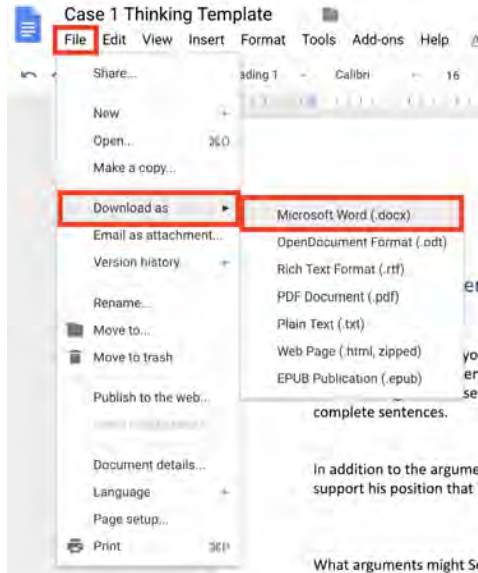 Case 1 Thinking Template
File Edit View Insert Format Tools Add-ons Help
Share...
ading 1 Calibri 16
New
Open... ⌘O
Make a copy...
Download as ▸
Microsoft Word (.docx)
Email as attachment...
OpenDocument Format (.odt)
Version history
Rich Text Format (.rtf)
PDF Document (.pdf)
Rename...
Move to...
Plain Text (.txt)
Move to trash
Web Page (.html, zipped)
EPUB Publication (.epub)
Publish to the web...
complete sentences.
Document details...
In addition to the argume
Language
support his position that
Page setup...
Print ⌘P
What arguments might Se